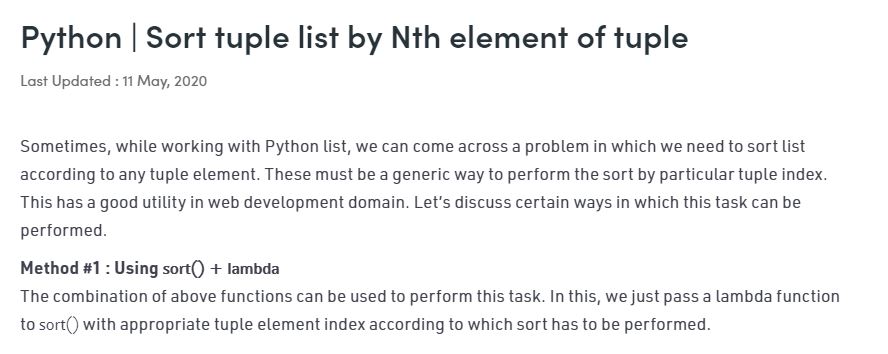 Python | Sort tuple list by Nth element of tuple
Last Updated : 11 May, 2020
Sometimes, while working with Python list, we can come across a problem in which we need to sort list
according to any tuple element. These must be a generic way to perform the sort by particular tuple index.
This has a good utility in web development domain. Let's discuss certain ways in which this task can be
performed.
Method #1 : Using sort() + lambda
The combination of above functions can be used to perform this task. In this, we just pass a lambda function
to sort() with appropriate tuple element index according to which sort has to be performed.